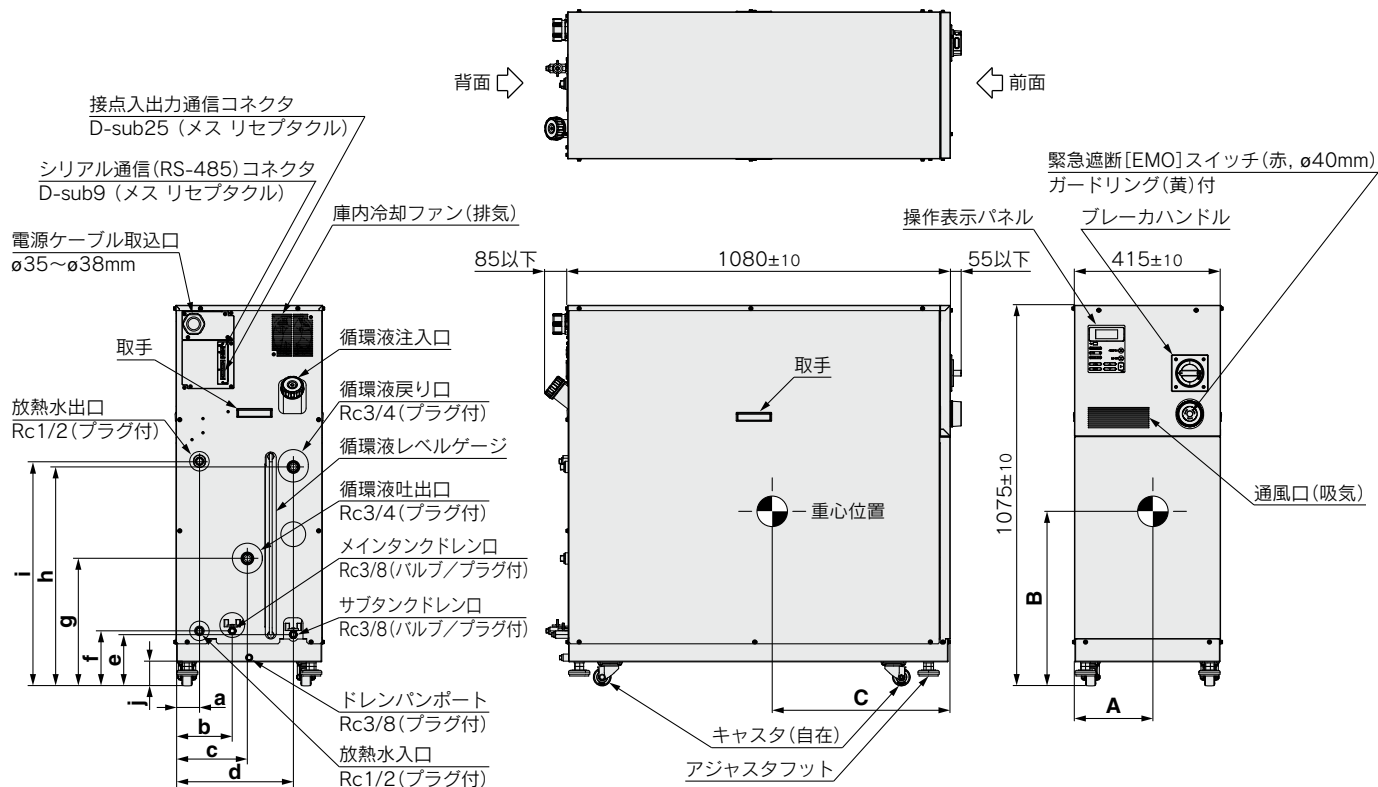 背面
前面
接点入出力通信コネクタ
D-sub25（メス リセプタクル）
シリアル通信(RS-485)コネクタ
D-sub9（メス リセプタクル）
庫内冷却ファン（排気）
電源ケーブル取込口
ø35～ø38mm
取手
循環液注入口
循環液戻り口
Rc3/4（プラグ付）
放熱水出口
Rc1/2（プラグ付）
循環液レベルゲージ
循環液吐出口
Rc3/4（プラグ付）
メインタンクドレン口
Rc3/8（バルブ／プラグ付）
サブタンクドレン口
Rc3/8（バルブ／プラグ付）
ドレンパンポート
Rc3/8（プラグ付）
放熱水入口
Rc1/2（プラグ付）
i
h
g
f
e
j
a
b
c
d
85以下
1080±10
55以下
取手
重心位置
C
キャスタ（自在）
アジャスタフット
緊急遮断[EMO]スイッチ（赤, ø40mm）
ガードリング（黄）付
操作表示パネル
ブレーカハンドル
415±10
1075±10
通風口（吸気）
B
A